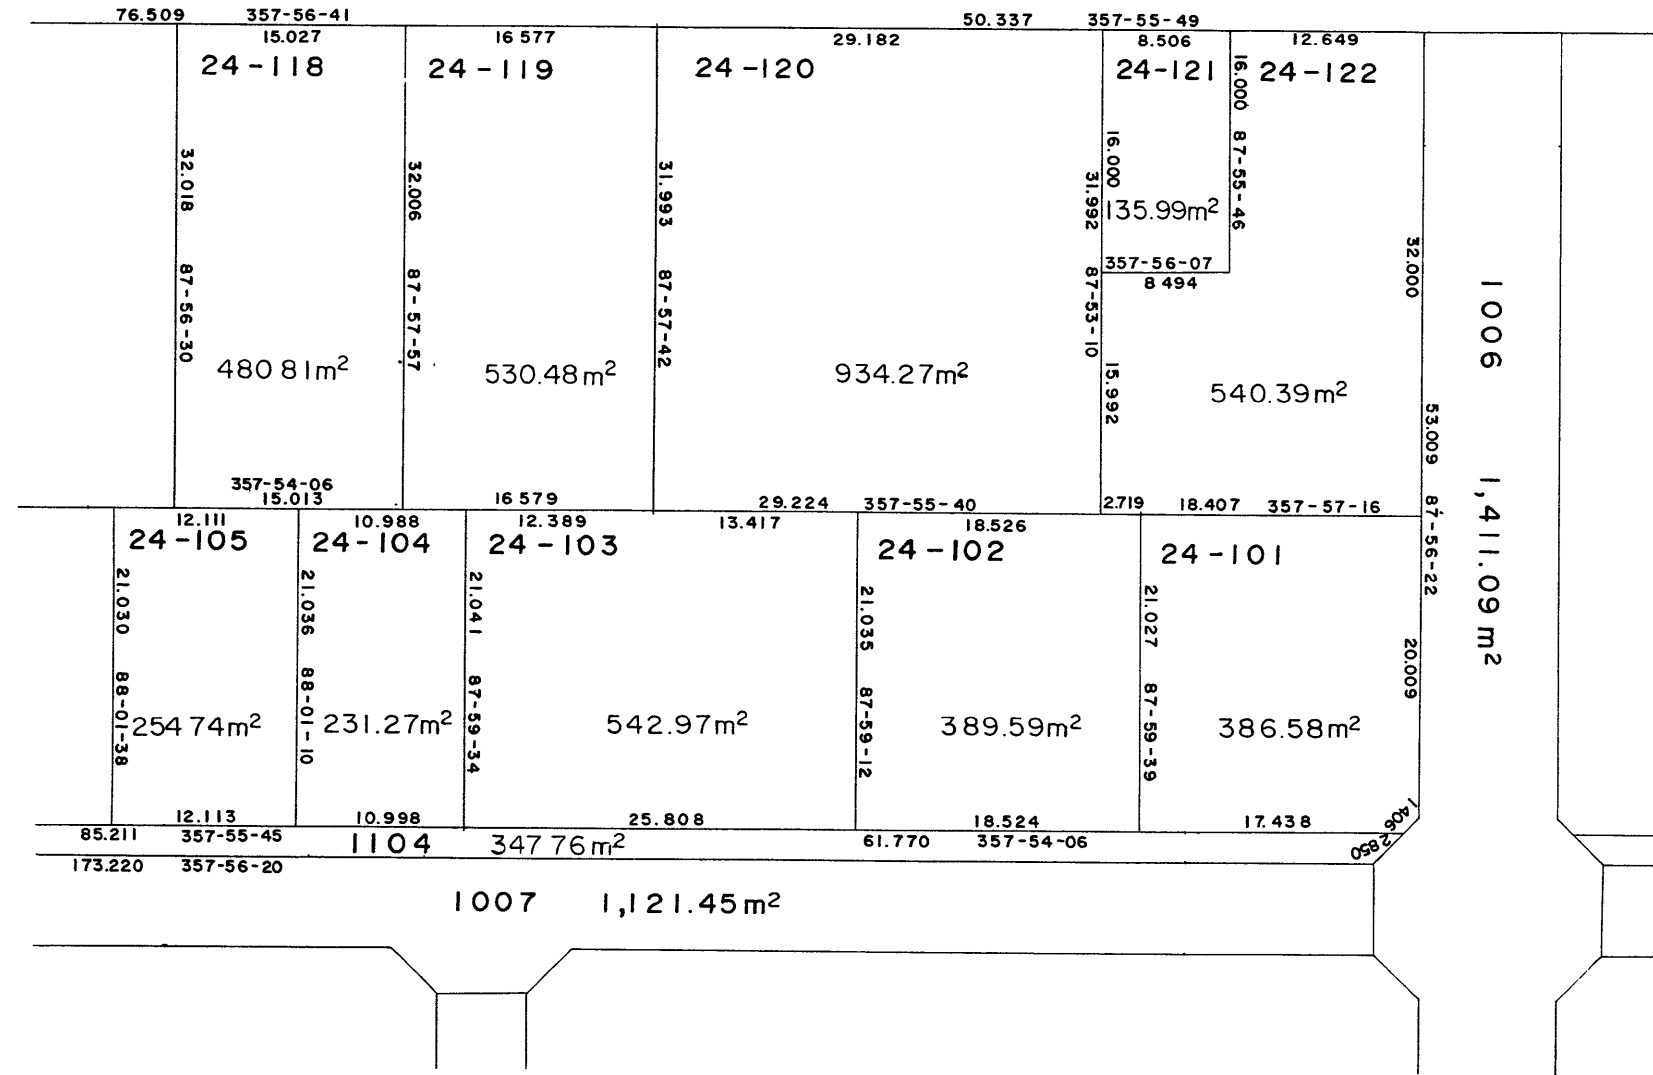 76.509 357-56-41 50.337 357-55-49
15.027 16 577 29.182 8.506 12.649
24-118 24-119 24-120 24-121 24-122
32.018 87-56-30
32.006 87-57-57
31.993 87-57-42
31.992 87-53-10
16.000
15.992
16.000 87-55-46
135.99m²
357-56-07
8 494
32.000
480 81m² 530.48m² 934.27m² 540.39m²
1006 1,411.09m²
53.009 87-56-22
357-54-06
15.013 16 579 29.224 357-55-40 2.719 18.407 357-57-16
12.111 10.988 12.389 13.417 18.526
24-105 24-104 24-103 24-102 24-101
21.030 88-01-38
21.036 88-01-10
21.041 87-59-34
21.035 87-59-12
21.027 87-59-39
20.009
254 74m² 231.27m² 542.97m² 389.59m² 386.58m²
12.113 10.998 25.808 18.524 17.438
1406
2.850
85.211 357-55-45 1104 347 76m² 61.770 357-54-06
173.220 357-56-20
1007 1,121.45m²